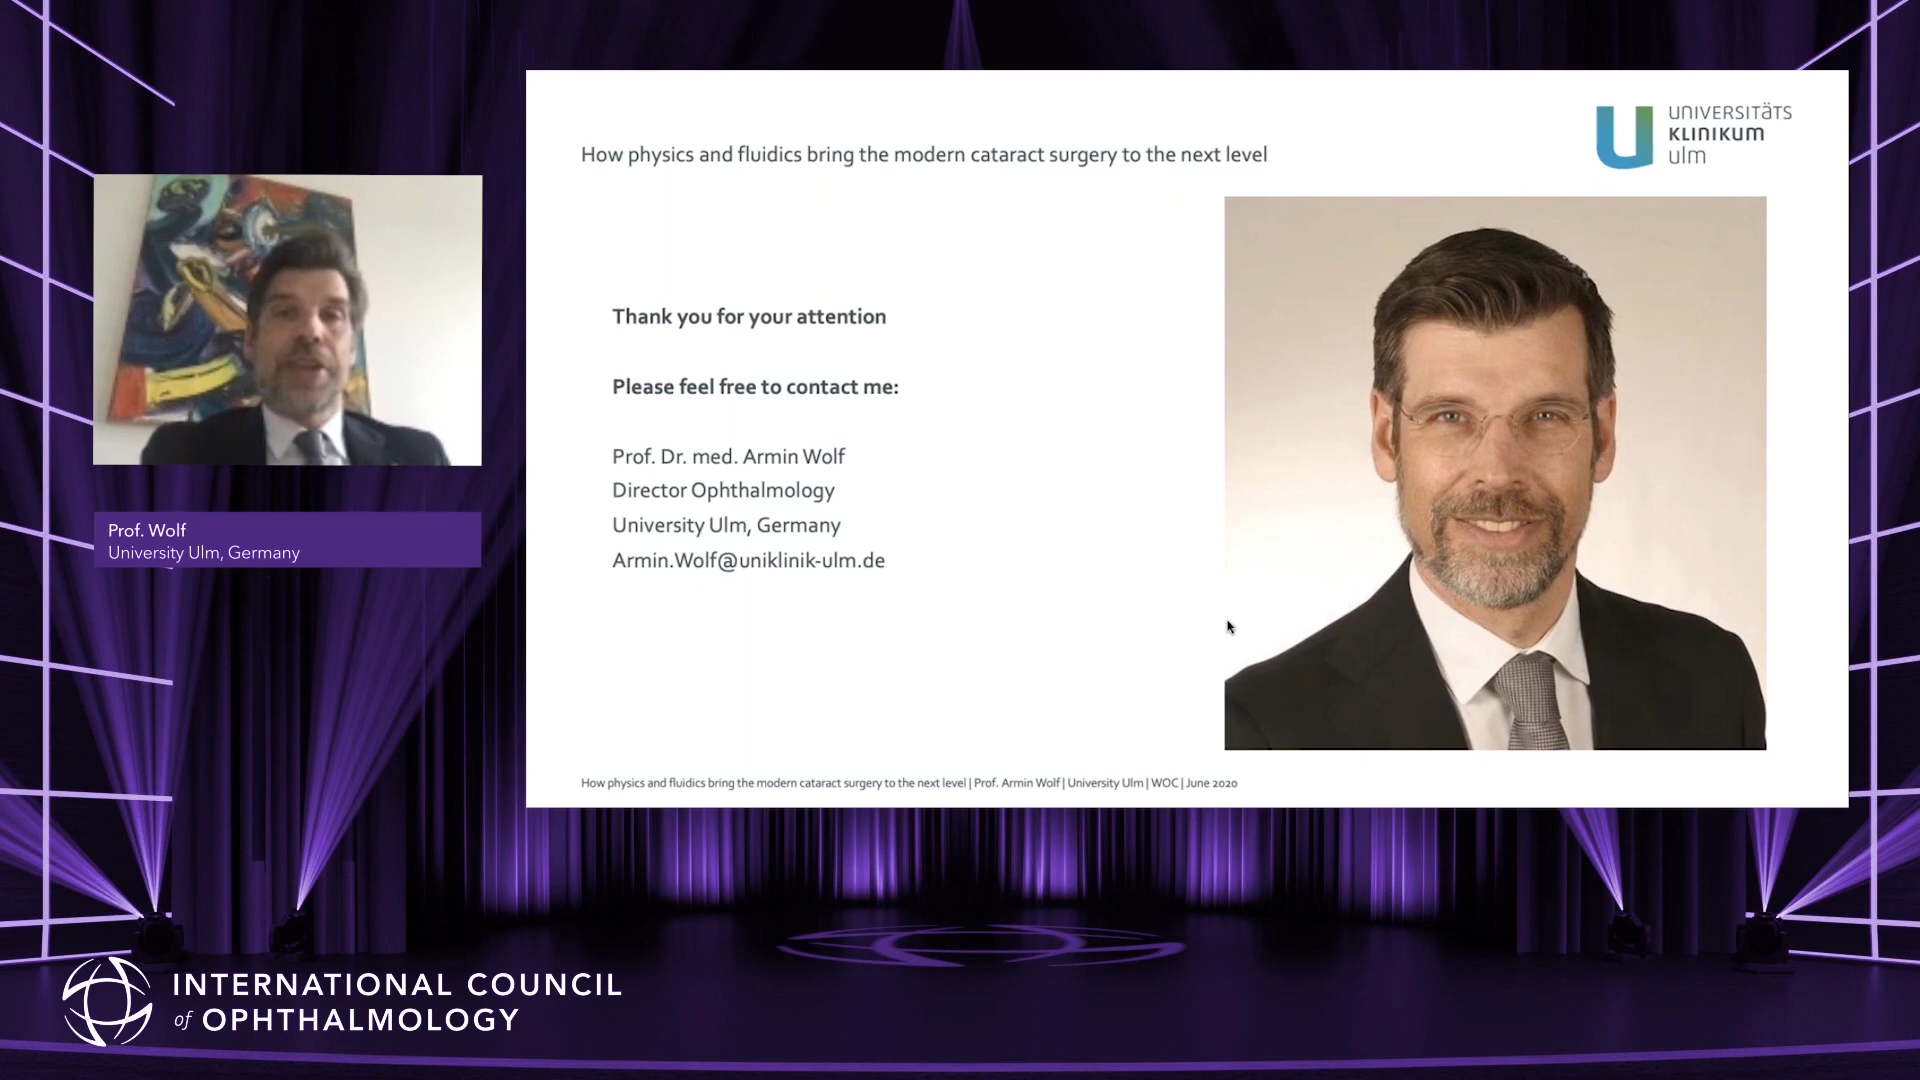 UNIVERSITÄTS
KLINIKUM
ulm
How physics and fluidics bring the modern cataract surgery to the next level
Thank you for your attention
Please feel free to contact me:
Prof. Dr. med. Armin Wolf
Director Ophthalmology
University Ulm, Germany
Armin.Wolf@uniklinik-ulm.de
How physics and fluidics bring the modern cataract surgery to the next level | Prof. Armin Wolf | University Ulm | WOC | June 2020
Prof. Wolf
University Ulm, Germany
INTERNATIONAL COUNCIL
of OPHTHALMOLOGY